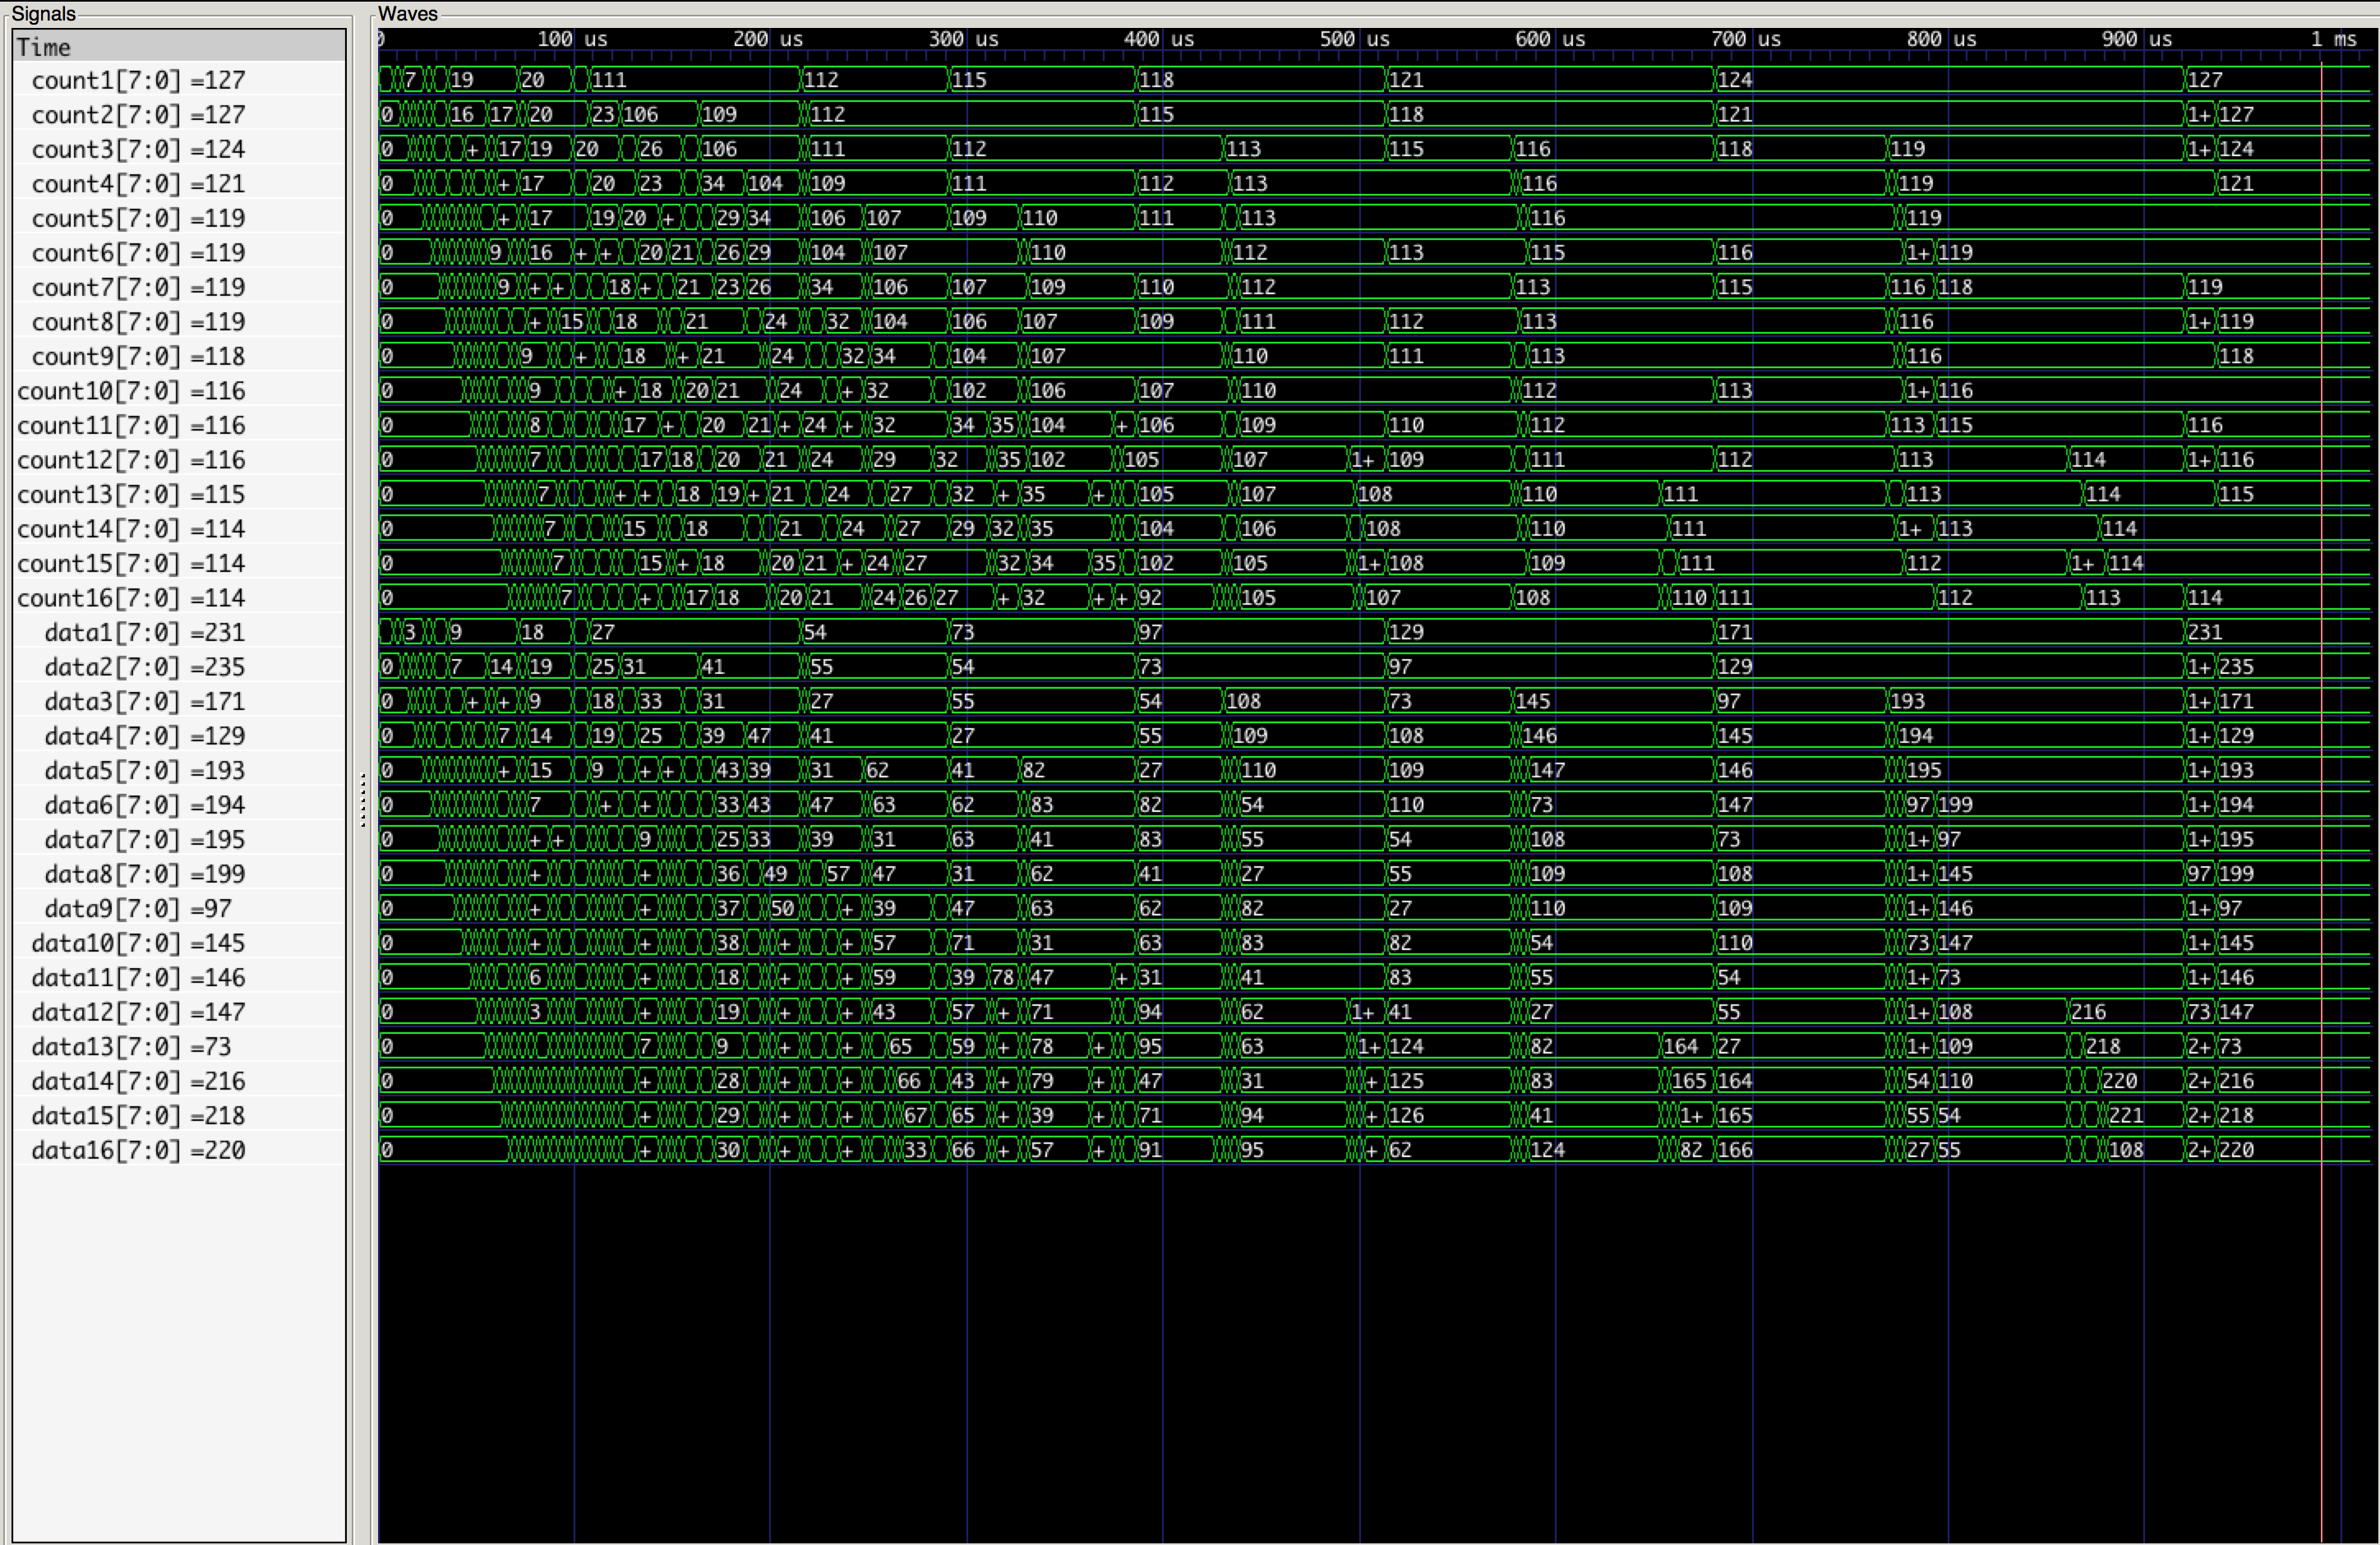 Signals Waves
Time 0 100 us 200 us 300 us 400 us 500 us 600 us 700 us 800 us 900 us 1 ms
count1[7:0] =127 7 19 20 111 112 115 118 121 124 127
count2[7:0] =127 0 16 17 20 23 106 109 112 115 118 121 1+ 127
count3[7:0] =124 0 + 17 19 20 26 106 111 112 113 115 116 118 119 1+ 124
count4[7:0] =121 0 + 17 20 23 34 104 109 111 112 113 116 119 121
count5[7:0] =119 0 + 17 19 20 + 29 34 106 107 109 110 111 113 116 119
count6[7:0] =119 0 9 16 + + 20 21 26 29 104 107 110 112 113 115 116 1+ 119
count7[7:0] =119 0 9 + + 18 + 21 23 26 34 106 107 109 110 112 113 115 116 118 119
count8[7:0] =119 0 + 15 18 21 24 32 104 106 107 109 111 112 113 116 1+ 119
count9[7:0] =118 0 9 + 18 + 21 24 32 34 104 107 110 111 113 116 118
count10[7:0] =116 0 9 + 18 20 21 24 + 32 102 106 107 110 112 113 1+ 116
count11[7:0] =116 0 8 17 + 20 21 + 24 + 32 34 35 104 + 106 109 110 112 113 115 116
count12[7:0] =116 0 7 17 18 20 21 24 29 32 35 102 105 107 1+ 109 111 112 113 114 1+ 116
count13[7:0] =115 0 7 + + 18 19 + 21 24 27 32 + 35 + 105 107 108 110 111 113 114 115
count14[7:0] =114 0 7 15 18 21 24 27 29 32 35 104 106 108 110 111 1+ 113 114
count15[7:0] =114 0 7 15 + 18 20 21 + 24 27 32 34 35 102 105 1+ 108 109 111 112 1+ 114
count16[7:0] =114 0 7 + 17 18 20 21 24 26 27 + 32 + + 92 105 107 108 110 111 112 113 114
data1[7:0] =231 3 9 18 27 54 73 97 129 171 231
data2[7:0] =235 0 7 14 19 25 31 41 55 54 73 97 129 1+ 235
data3[7:0] =171 0 + + 9 18 33 31 27 55 54 108 73 145 97 193 1+ 171
data4[7:0] =129 0 7 14 19 25 39 47 41 27 55 109 108 146 145 194 1+ 129
data5[7:0] =193 0 + 15 9 + + 43 39 31 62 41 82 27 110 109 147 146 195 1+ 193
data6[7:0] =194 0 7 + + 33 43 47 63 62 83 82 54 110 73 147 97 199 1+ 194
data7[7:0] =195 0 + + 9 25 33 39 31 63 41 83 55 54 108 73 1+ 97 1+ 195
data8[7:0] =199 0 + + 36 49 57 47 31 62 41 27 55 109 108 1+ 145 97 199
data9[7:0] =97 0 + + 37 50 + 39 47 63 62 82 27 110 109 1+ 146 1+ 97
data10[7:0] =145 0 + + 38 + + 57 71 31 63 83 82 54 110 73 147 1+ 145
data11[7:0] =146 0 6 + 18 + + 59 39 78 47 + 31 41 83 55 54 1+ 73 1+ 146
data12[7:0] =147 0 3 + 19 + + 43 57 + 71 94 62 1+ 41 27 55 1+ 108 216 73 147
data13[7:0] =73 0 7 9 + + 65 59 + 78 + 95 63 1+ 124 82 164 27 1+ 109 218 2+ 73
data14[7:0] =216 0 + 28 + + 66 43 + 79 + 47 31 + 125 83 165 164 54 110 220 2+ 216
data15[7:0] =218 0 + 29 + + 67 65 + 39 + 71 94 + 126 41 1+ 165 55 54 221 2+ 218
data16[7:0] =220 0 + 30 + + 33 66 + 57 + 91 95 + 62 124 82 166 27 55 108 2+ 220